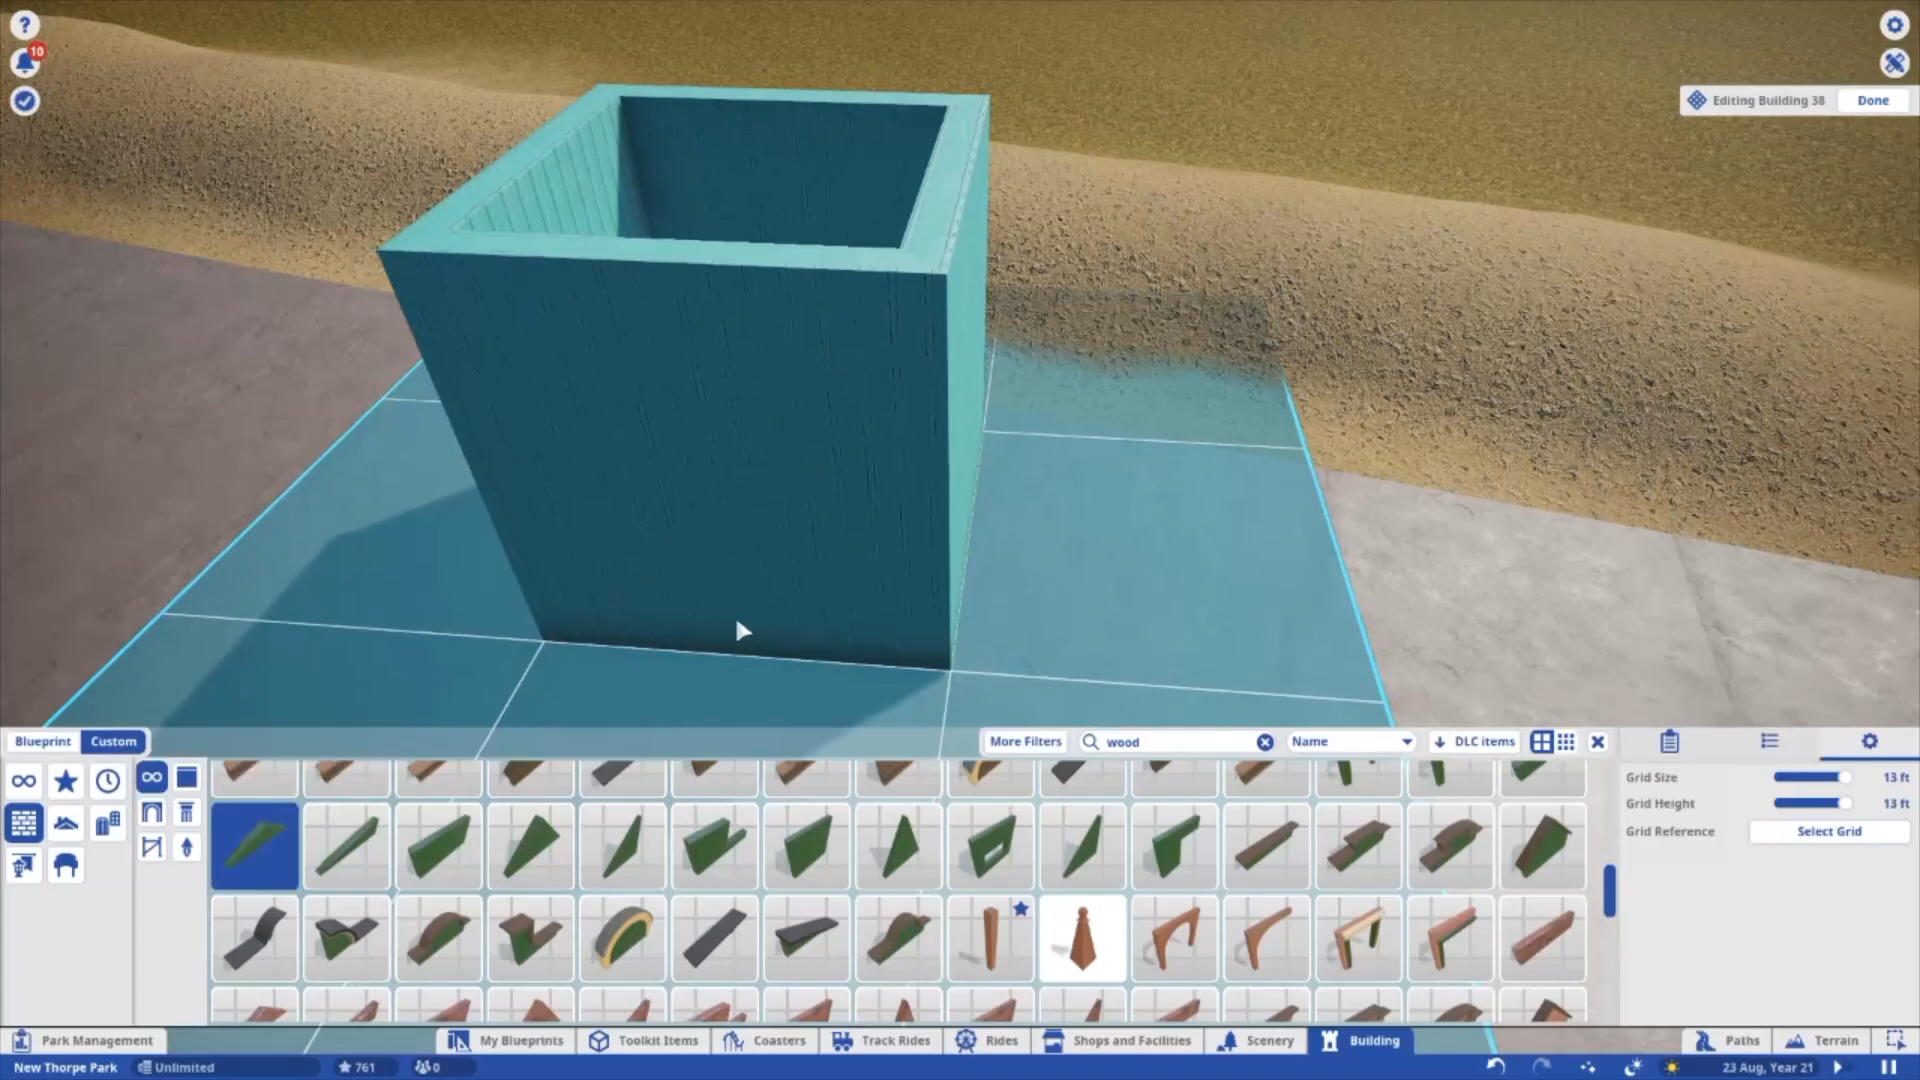 ?
10
Editing Building 38 Done
Blueprint Custom
More Filters wood Name DLC items
Grid Size 13 ft
Grid Height 13 ft
Grid Reference Select Grid
Park Management My Blueprints Toolkit Items Coasters Track Rides Rides Shops and Facilities Scenery Building Paths Terrain
New Thorpe Park Unlimited 761 0 23 Aug, Year 21